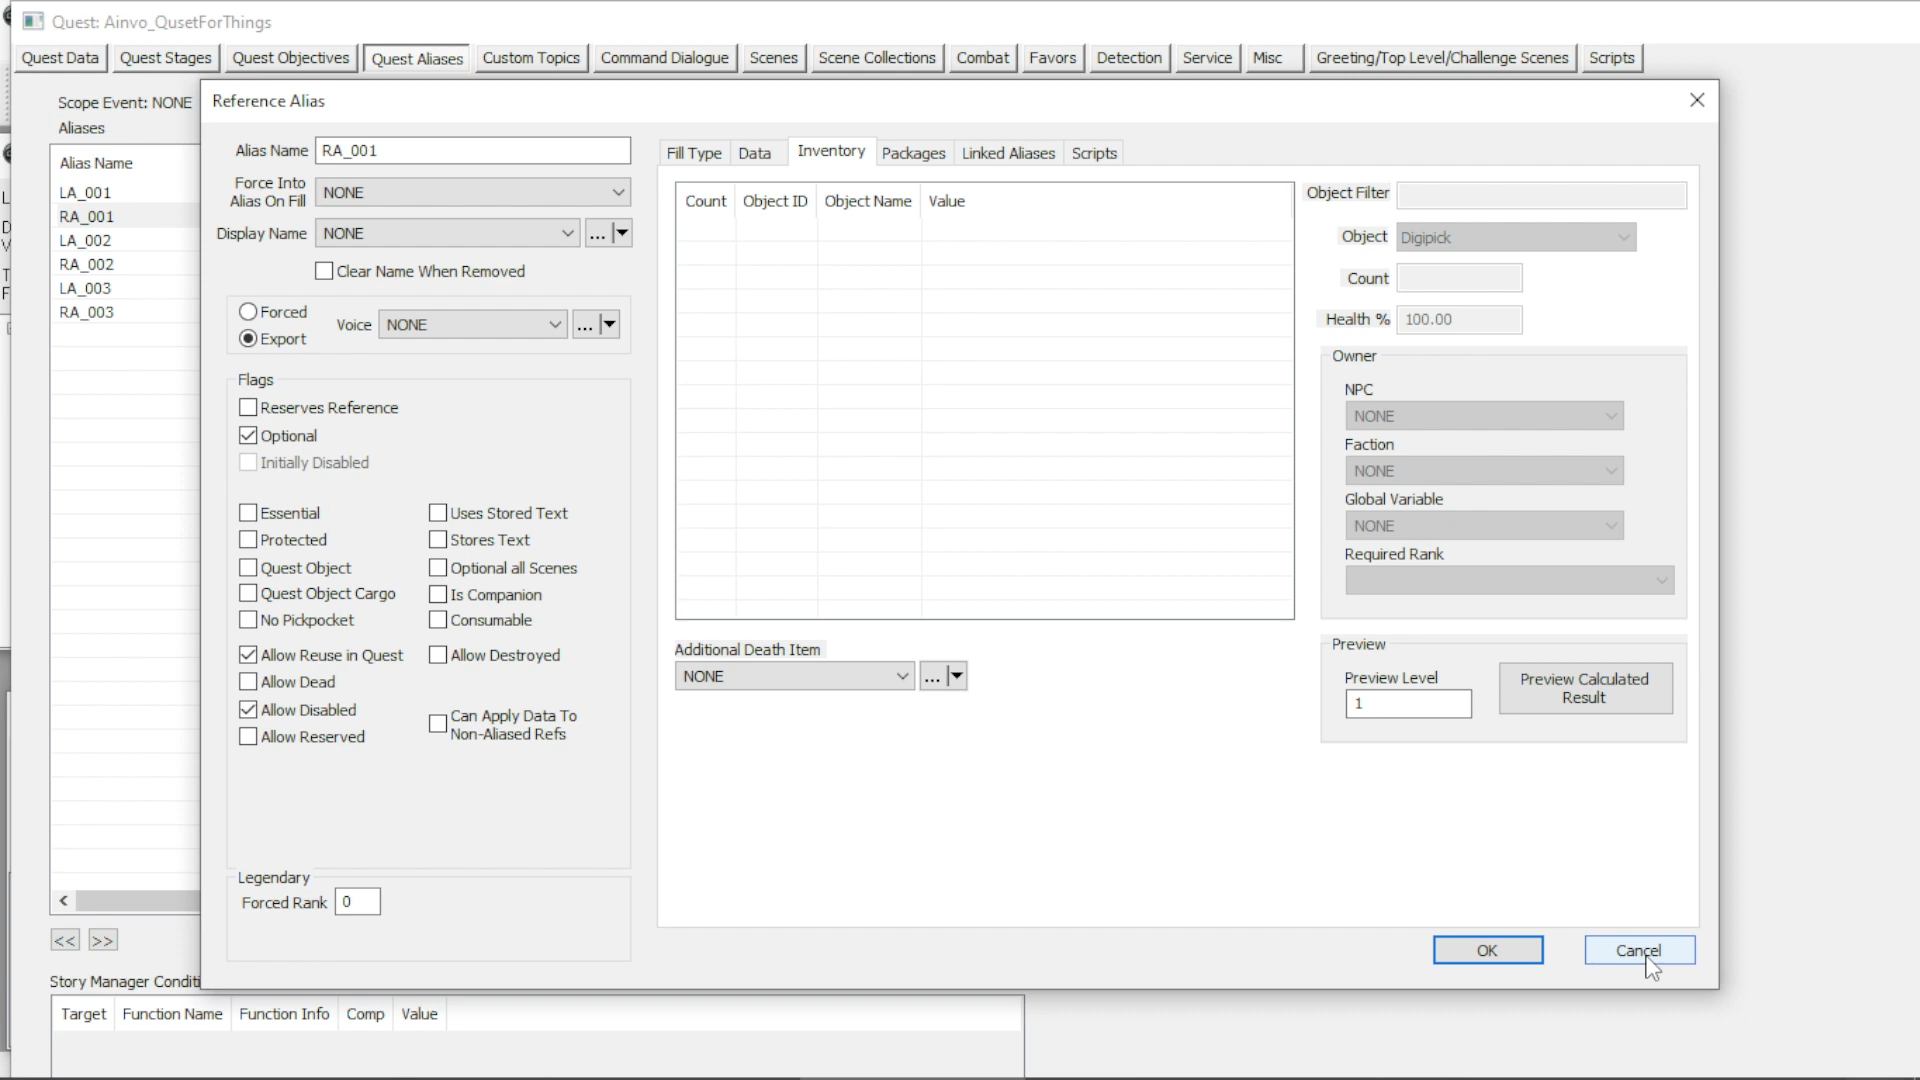 Quest: Ainvo_QusetForThings
Quest Data Quest Stages Quest Objectives Quest Aliases Custom Topics Command Dialogue Scenes Scene Collections Combat Favors Detection Service Misc Greeting/Top Level/Challenge Scenes Scripts
Scope Event: NONE
Aliases
Alias Name
LA_001
RA_001
LA_002
RA_002
LA_003
RA_003
<< >>
Story Manager Conditi
Target Function Name Function Info Comp Value
Reference Alias
Alias Name RA_001
Force Into
Alias On Fill NONE
Display Name NONE ...
Clear Name When Removed
Forced
Export
Voice NONE ...
Flags
Reserves Reference
Optional
Initially Disabled
Essential Uses Stored Text
Protected Stores Text
Quest Object Optional all Scenes
Quest Object Cargo Is Companion
No Pickpocket Consumable
Allow Reuse in Quest Allow Destroyed
Allow Dead
Allow Disabled Can Apply Data To
Non-Aliased Refs
Allow Reserved
Legendary
Forced Rank 0
Fill Type Data Inventory Packages Linked Aliases Scripts
Count Object ID Object Name Value
Additional Death Item
NONE ...
Object Filter
Object Digipick
Count
Health % 100.00
Owner
NPC
NONE
Faction
NONE
Global Variable
NONE
Required Rank
Preview
Preview Level
1
Preview Calculated
Result
OK Cancel